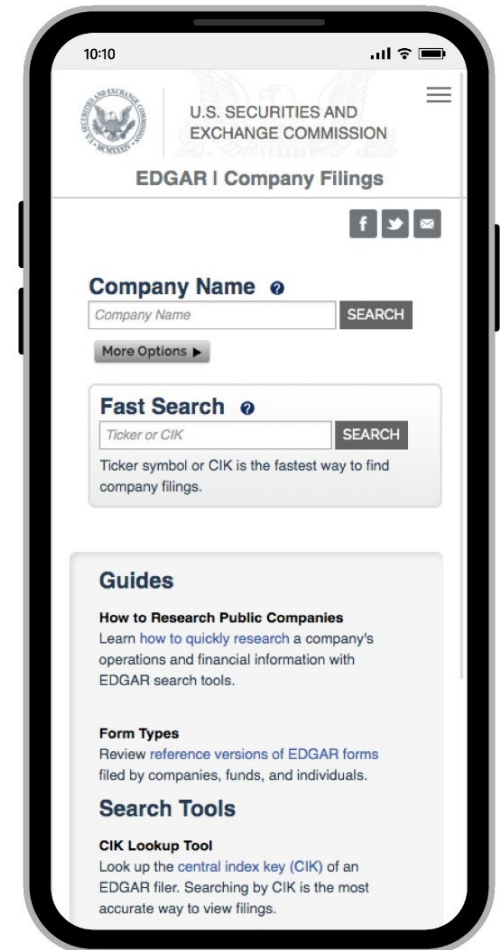 10:10
U.S. SECURITIES AND
EXCHANGE COMMISSION
EDGAR | Company Filings
Company Name
Company Name
SEARCH
More Options
Fast Search
Ticker or CIK
SEARCH
Ticker symbol or CIK is the fastest way to find
company filings.
Guides
How to Research Public Companies
Learn how to quickly research a company's
operations and financial information with
EDGAR search tools.
Form Types
Review reference versions of EDGAR forms
filed by companies, funds, and individuals.
Search Tools
CIK Lookup Tool
Look up the central index key (CIK) of an
EDGAR filer. Searching by CIK is the most
accurate way to view filings.